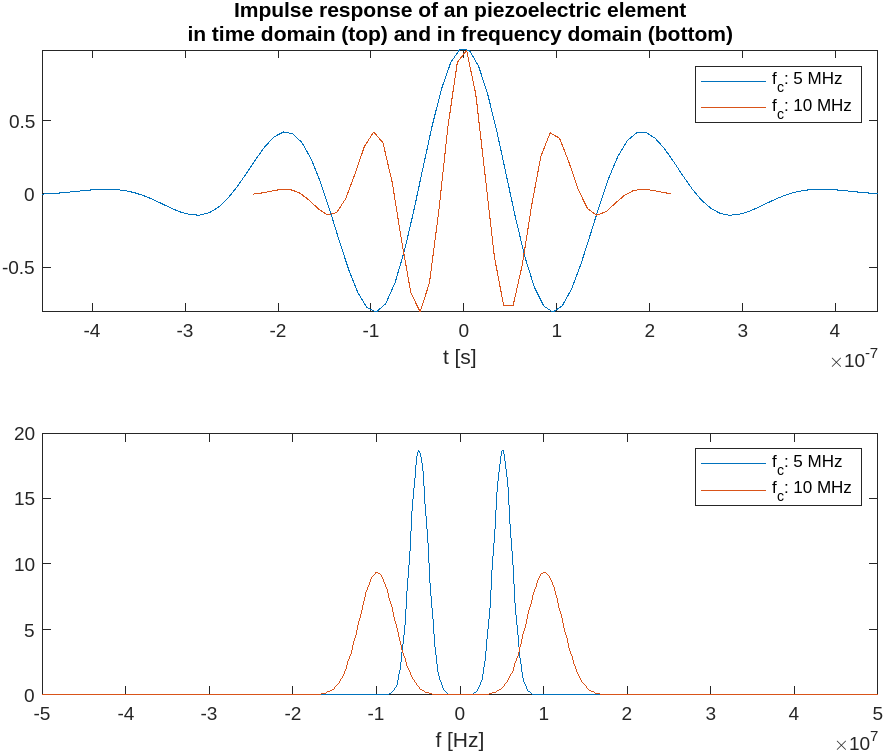 Impulse response of an piezoelectric element
in time domain (top) and in frequency domain (bottom)
f_c: 5 MHz
f_c: 10 MHz
0.5
0
-0.5
-4 -3 -2 -1 0 1 2 3 4
t [s]
×10^-7
f_c: 5 MHz
f_c: 10 MHz
20
15
10
5
0
-5 -4 -3 -2 -1 0 1 2 3 4 5
f [Hz]
×10^7